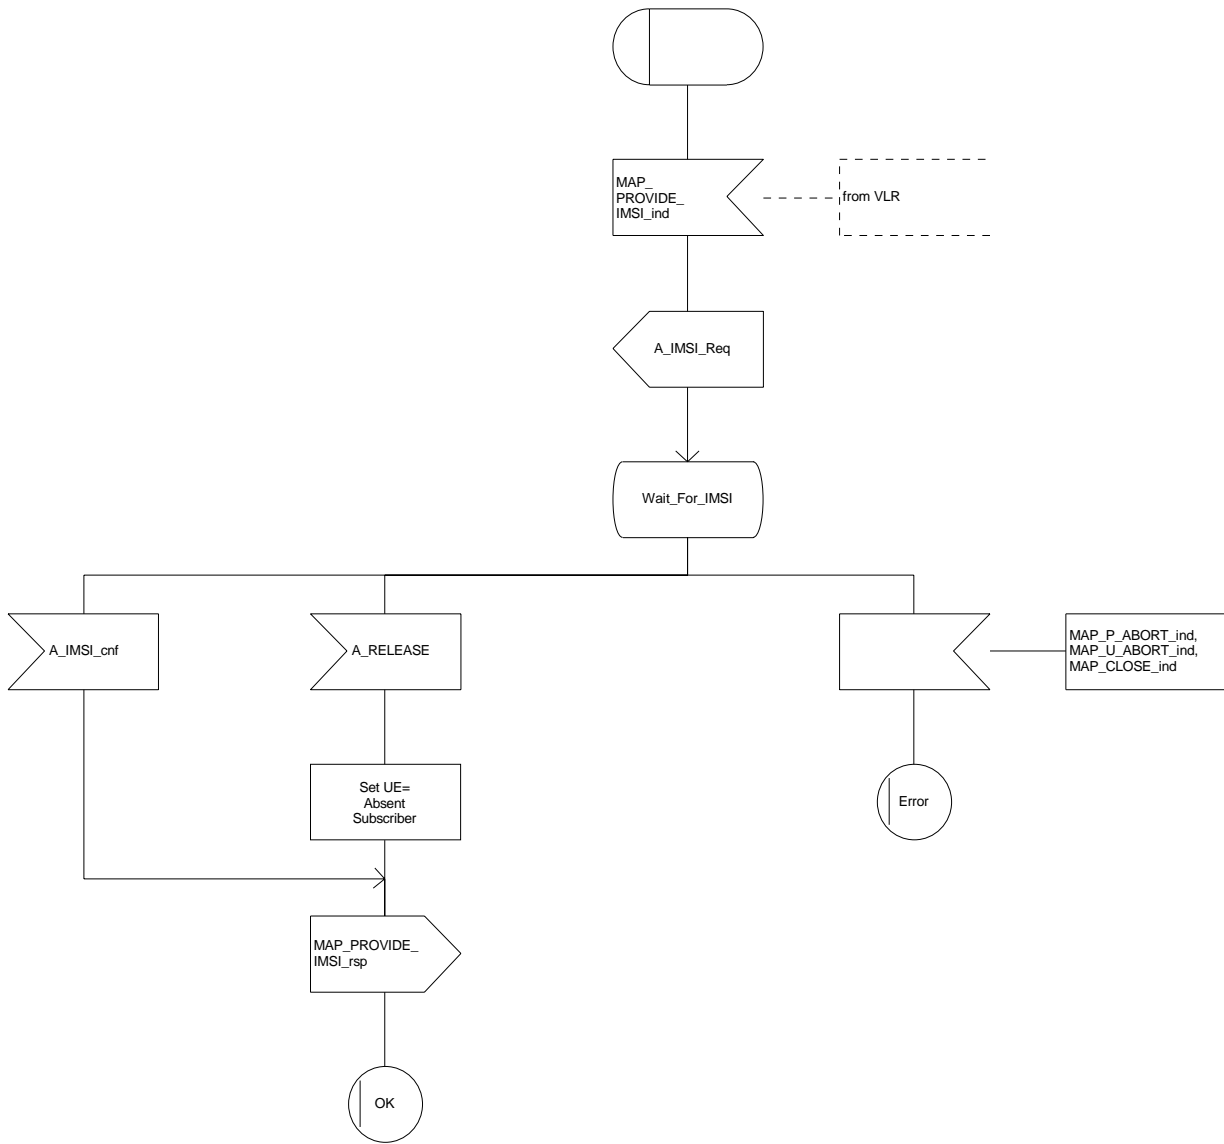 MAP_
PROVIDE_
IMSI_ind
from VLR
A_IMSI_Req
Wait_For_IMSI
A_IMSI_cnf
A_RELEASE
MAP_P_ABORT_ind,
MAP_U_ABORT_ind,
MAP_CLOSE_ind
Set UE=
Absent
Subscriber
Error
MAP_PROVIDE_
IMSI_rsp
OK